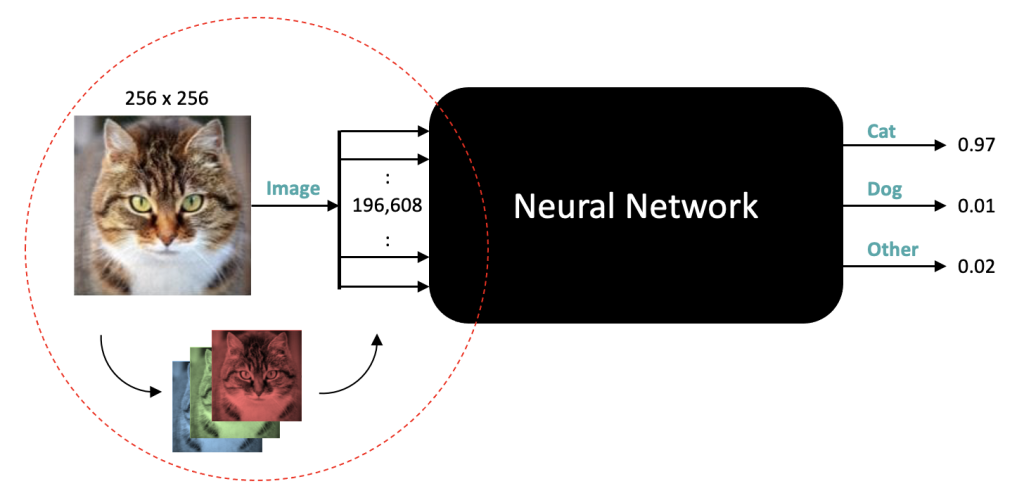 256 x 256
Image
:
196,608
:
Neural Network
Cat
0.97
Dog
0.01
Other
0.02